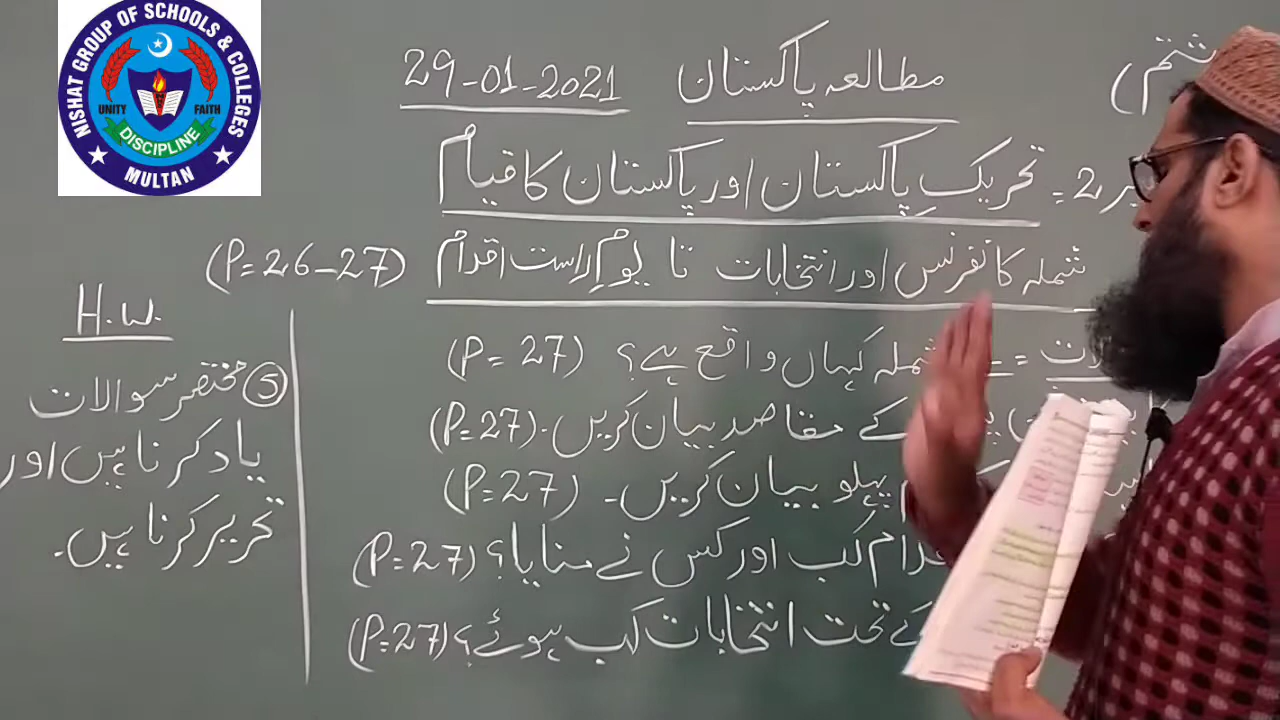 NISHAT GROUP OF SCHOOLS & COLLEGES
UNITY FAITH
DISCIPLINE
MULTAN
مطالعہ پاکستان 29-01-2021
2 ۔ تحریکِ پاکستان اور پاکستان کا قیام
شملہ کانفرنس اور انتخابات تا یومِ راست اقدام (P=26-27)
شملہ کہاں واقع ہے؟ (P=27)
کے مقاصد بیان کریں۔ (P=27)
پہلو بیان کریں۔ (P=27)
کب اور کس نے منایا؟ (P=27)
کے تحت انتخابات کب ہوئے؟ (P=27)
H.W.
5 مختصر سوالات
یاد کرنا ہیں اور
تحریر کرنا ہیں۔